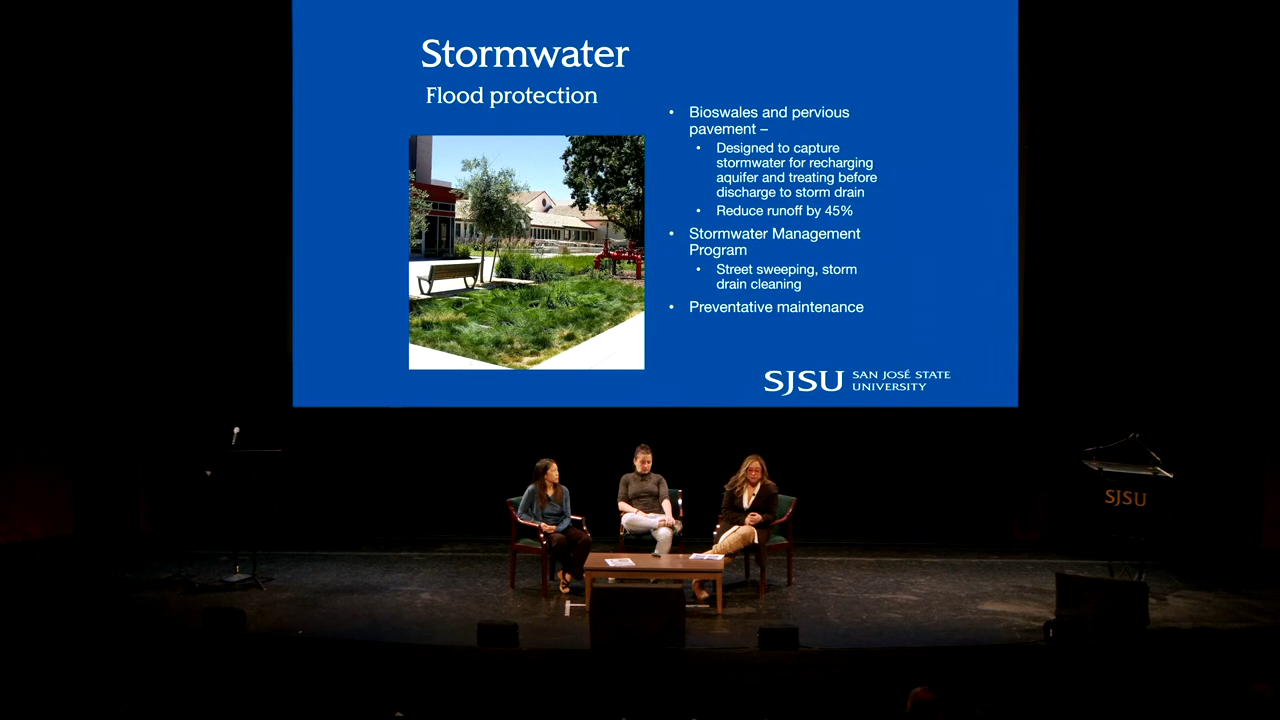 Stormwater
Flood protection
• Bioswales and pervious
pavement –
• Designed to capture
stormwater for recharging
aquifer and treating before
discharge to storm drain
• Reduce runoff by 45%
• Stormwater Management
Program
• Street sweeping, storm
drain cleaning
• Preventative maintenance
SJSU SAN JOSÉ STATE
UNIVERSITY
SJSU